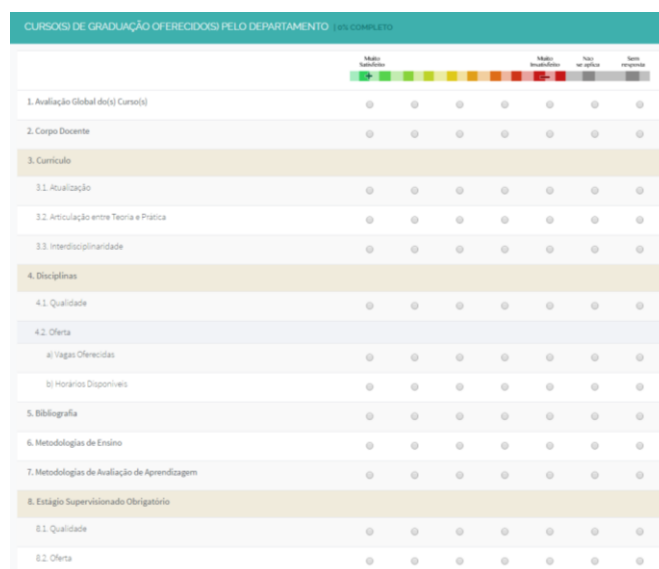 CURSO(S) DE GRADUAÇÃO OFERECIDO(S) PELO DEPARTAMENTO | 6% COMPLETO
Muito Satisfeito
Muito Insatisfeito
Não se aplica
Sem resposta
+
−
1. Avaliação Global do(s) Curso(s)
2. Corpo Docente
3. Currículo
3.1. Atualização
3.2. Articulação entre Teoria e Prática
3.3. Interdisciplinaridade
4. Disciplinas
4.1. Qualidade
4.2. Oferta
a) Vagas Oferecidas
b) Horários Disponíveis
5. Bibliografia
6. Metodologias de Ensino
7. Metodologias de Avaliação de Aprendizagem
8. Estágio Supervisionado Obrigatório
8.1. Qualidade
8.2. Oferta